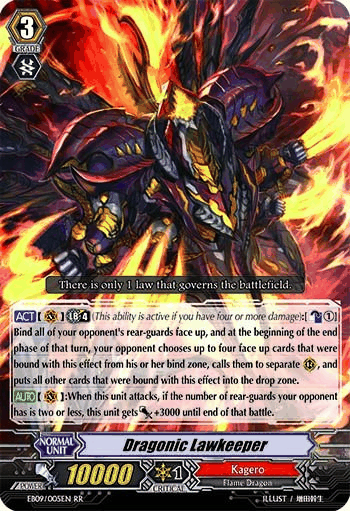 3
GRADE
There is only 1 law that governs the battlefield.
ACT [ ] LB 4 (This ability is active if you have four or more damage):[ 1]
Bind all of your opponent's rear-guards face up, and at the beginning of the end
phase of that turn, your opponent chooses up to four face up cards that were
bound with this effect from his or her bind zone, calls them to separate R, and
puts all other cards that were bound with this effect into the drop zone.
AUTO [ ]:When this unit attacks, if the number of rear-guards your opponent
has is two or less, this unit gets +3000 until end of that battle.
NORMAL UNIT
Dragonic Lawkeeper
POWER 10000 1 CRITICAL
Kagero
Flame Dragon
EB09/005EN RR
ILLUST / 増田幹生